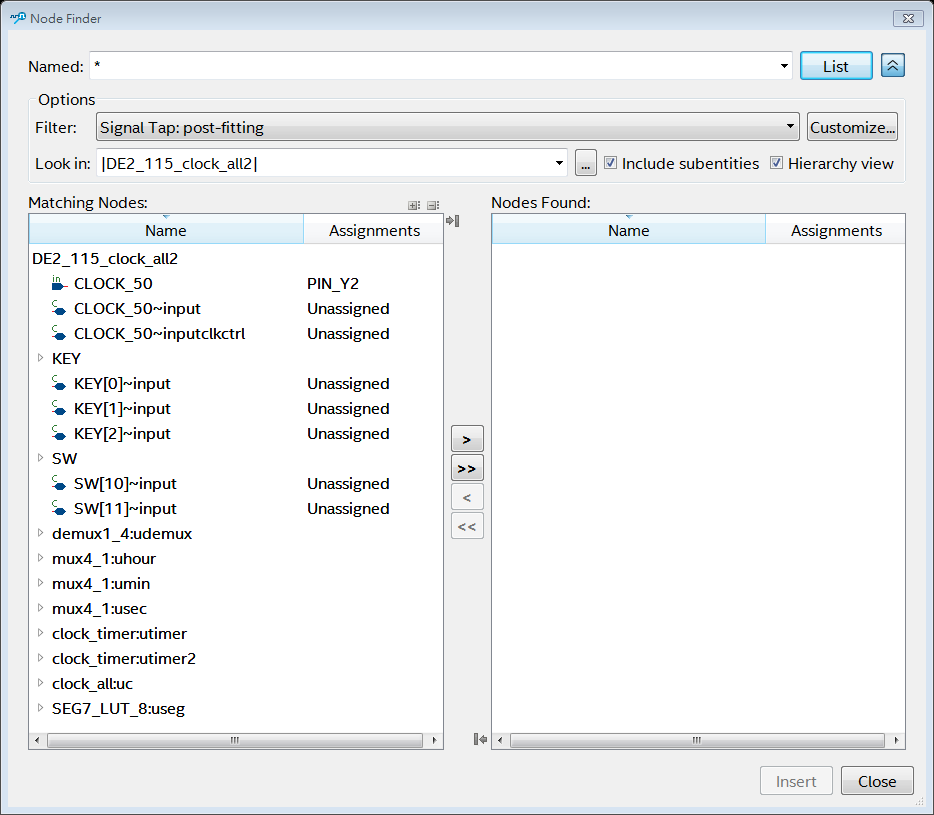 Node Finder
Named: * List
Options
Filter: Signal Tap: post-fitting Customize...
Look in: |DE2_115_clock_all2| ... Include subentities Hierarchy view
Matching Nodes:
Name Assignments
DE2_115_clock_all2
CLOCK_50 PIN_Y2
CLOCK_50~input Unassigned
CLOCK_50~inputclkctrl Unassigned
KEY
KEY[0]~input Unassigned
KEY[1]~input Unassigned
KEY[2]~input Unassigned
SW
SW[10]~input Unassigned
SW[11]~input Unassigned
demux1_4:udemux
mux4_1:uhour
mux4_1:umin
mux4_1:usec
clock_timer:utimer
clock_timer:utimer2
clock_all:uc
SEG7_LUT_8:useg
>
>>
<
<<
Nodes Found:
Name Assignments
Insert Close